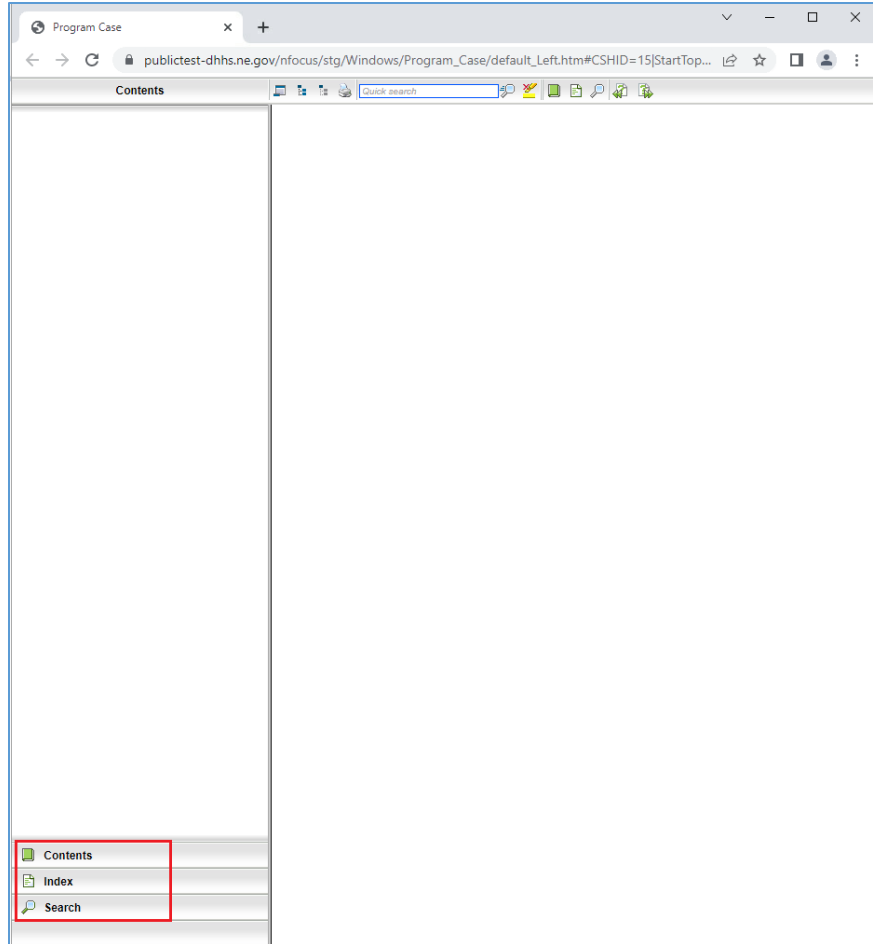 Program Case
publictest-dhhs.ne.gov/nfocus/stg/Windows/Program_Case/default_Left.htm#CSHID=15|StartTop...
Contents
Quick search
Contents
Index
Search